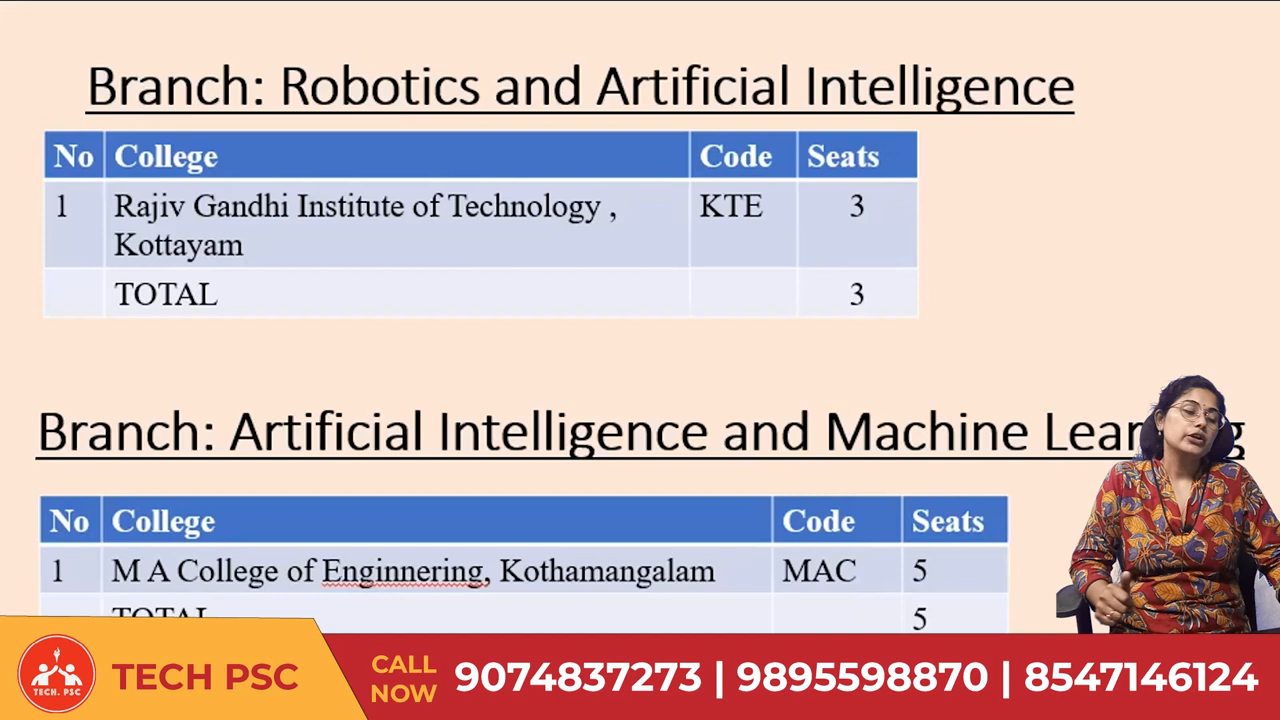 Branch: Robotics and Artificial Intelligence
No College Code Seats
1 Rajiv Gandhi Institute of Technology , KTE 3
Kottayam
TOTAL 3
Branch: Artificial Intelligence and Machine Lear g
No College Code Seats
1 M A College of Enginnering, Kothamangalam MAC 5
TOTAL 5
TECH. PSC
TECH PSC
CALL
NOW
9074837273 | 9895598870 | 8547146124